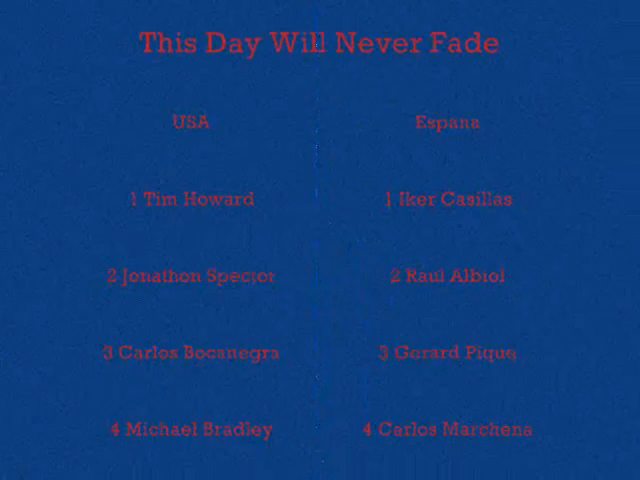 This Day Will Never Fade
USA Espana
1 Tim Howard 1 Iker Casillas
2 Jonathon Spector 2 Raul Albiol
3 Carlos Bocanegra 3 Gerard Pique
4 Michael Bradley 4 Carlos Marchena